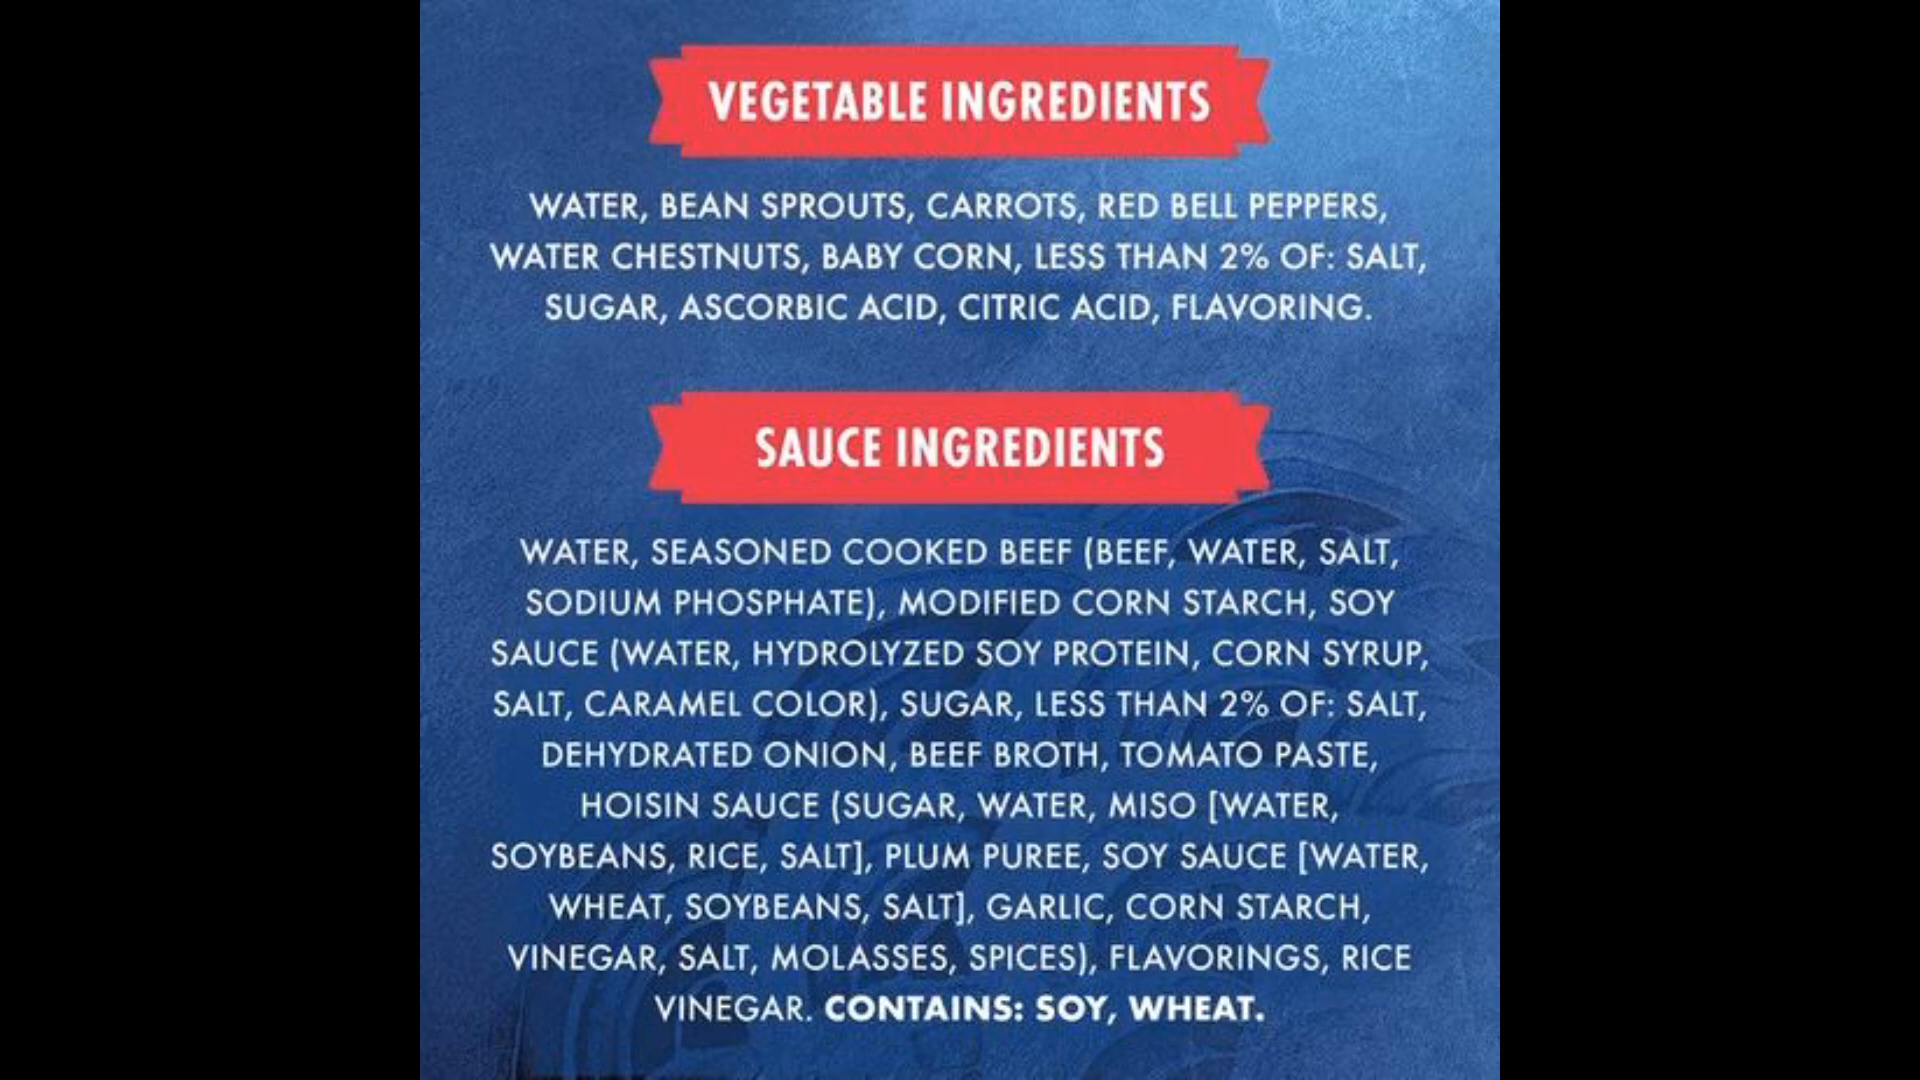 VEGETABLE INGREDIENTS
WATER, BEAN SPROUTS, CARROTS, RED BELL PEPPERS,
WATER CHESTNUTS, BABY CORN, LESS THAN 2% OF: SALT,
SUGAR, ASCORBIC ACID, CITRIC ACID, FLAVORING.
SAUCE INGREDIENTS
WATER, SEASONED COOKED BEEF (BEEF, WATER, SALT,
SODIUM PHOSPHATE), MODIFIED CORN STARCH, SOY
SAUCE (WATER, HYDROLYZED SOY PROTEIN, CORN SYRUP,
SALT, CARAMEL COLOR), SUGAR, LESS THAN 2% OF: SALT,
DEHYDRATED ONION, BEEF BROTH, TOMATO PASTE,
HOISIN SAUCE (SUGAR, WATER, MISO [WATER,
SOYBEANS, RICE, SALT], PLUM PUREE, SOY SAUCE [WATER,
WHEAT, SOYBEANS, SALT], GARLIC, CORN STARCH,
VINEGAR, SALT, MOLASSES, SPICES), FLAVORINGS, RICE
VINEGAR. CONTAINS: SOY, WHEAT.